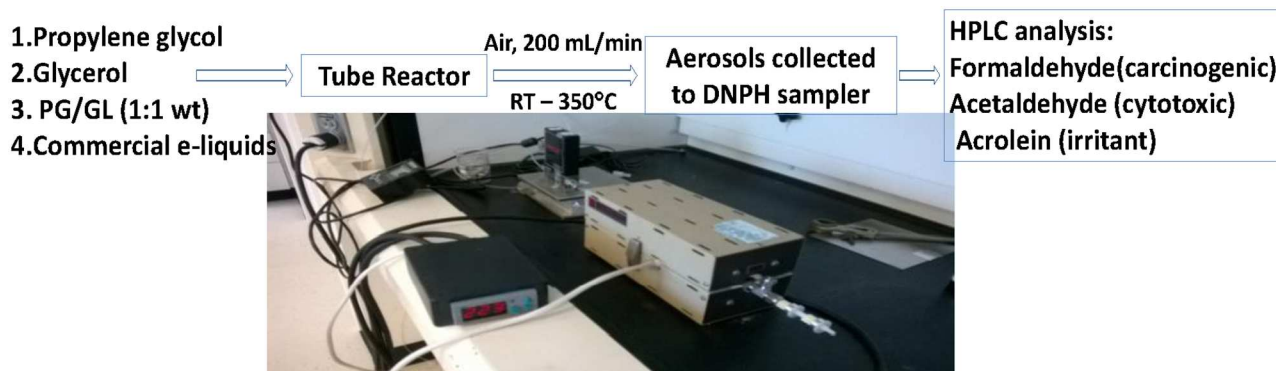 1.Propylene glycol
2.Glycerol
3. PG/GL (1:1 wt)
4.Commercial e-liquids
Tube Reactor
Air, 200 mL/min
RT – 350°C
Aerosols collected
to DNPH sampler
HPLC analysis:
Formaldehyde(carcinogenic)
Acetaldehyde (cytotoxic)
Acrolein (irritant)